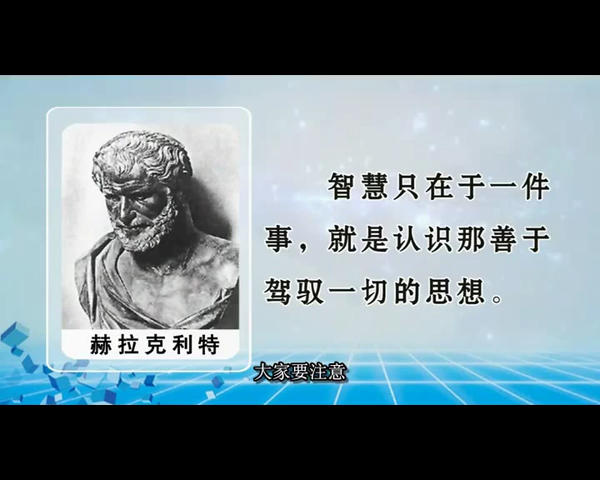 智慧只在于一件
事，就是认识那善于
驾驭一切的思想。
赫拉克利特
大家要注意